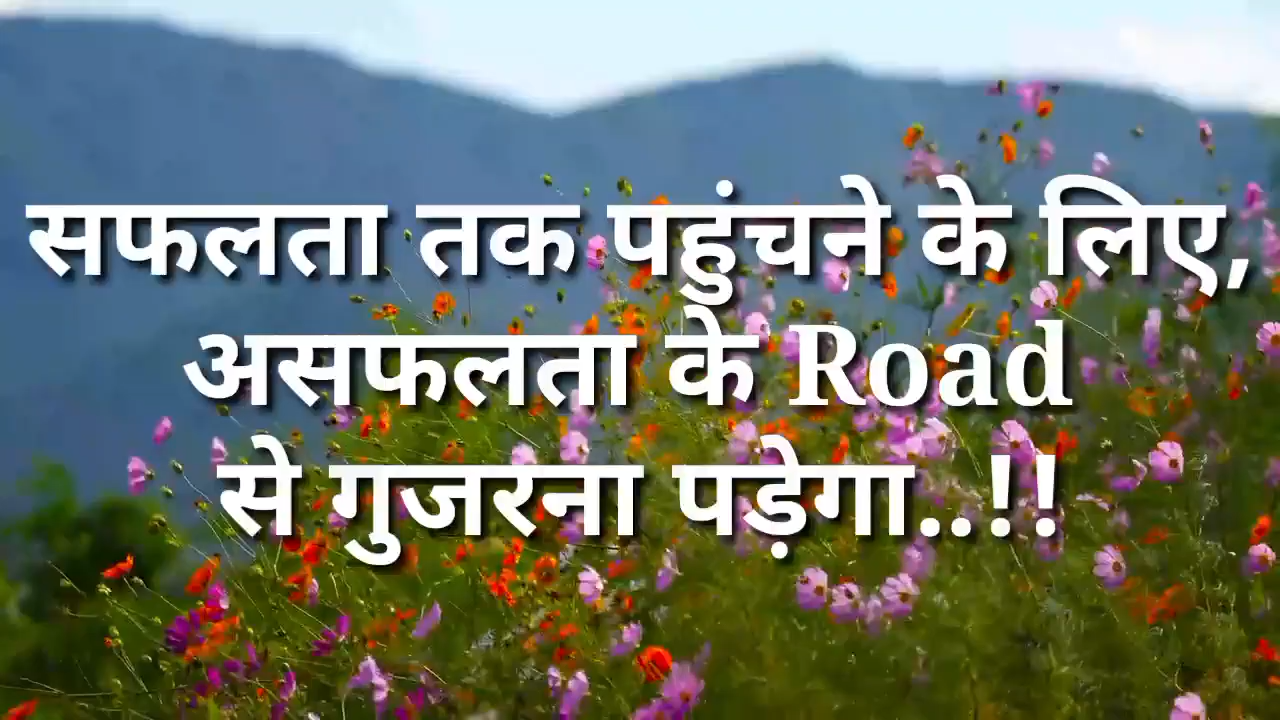 सफलता तक पहुंचने के लिए,
असफलता के Road
से गुजरना पड़ेगा..!!